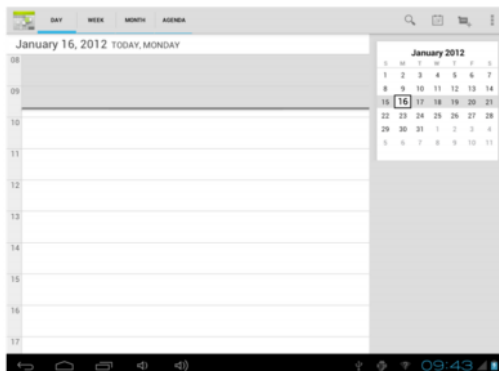 DAY WEEK MONTH AGENDA
January 16, 2012 TODAY, MONDAY
08
09
10
11
12
13
14
15
16
17
January 2012
S M T W T F S
1 2 3 4 5 6 7
8 9 10 11 12 13 14
15 16 17 18 19 20 21
22 23 24 25 26 27 28
29 30 31 1 2 3 4
5 6 7 8 9 10 11
09:43